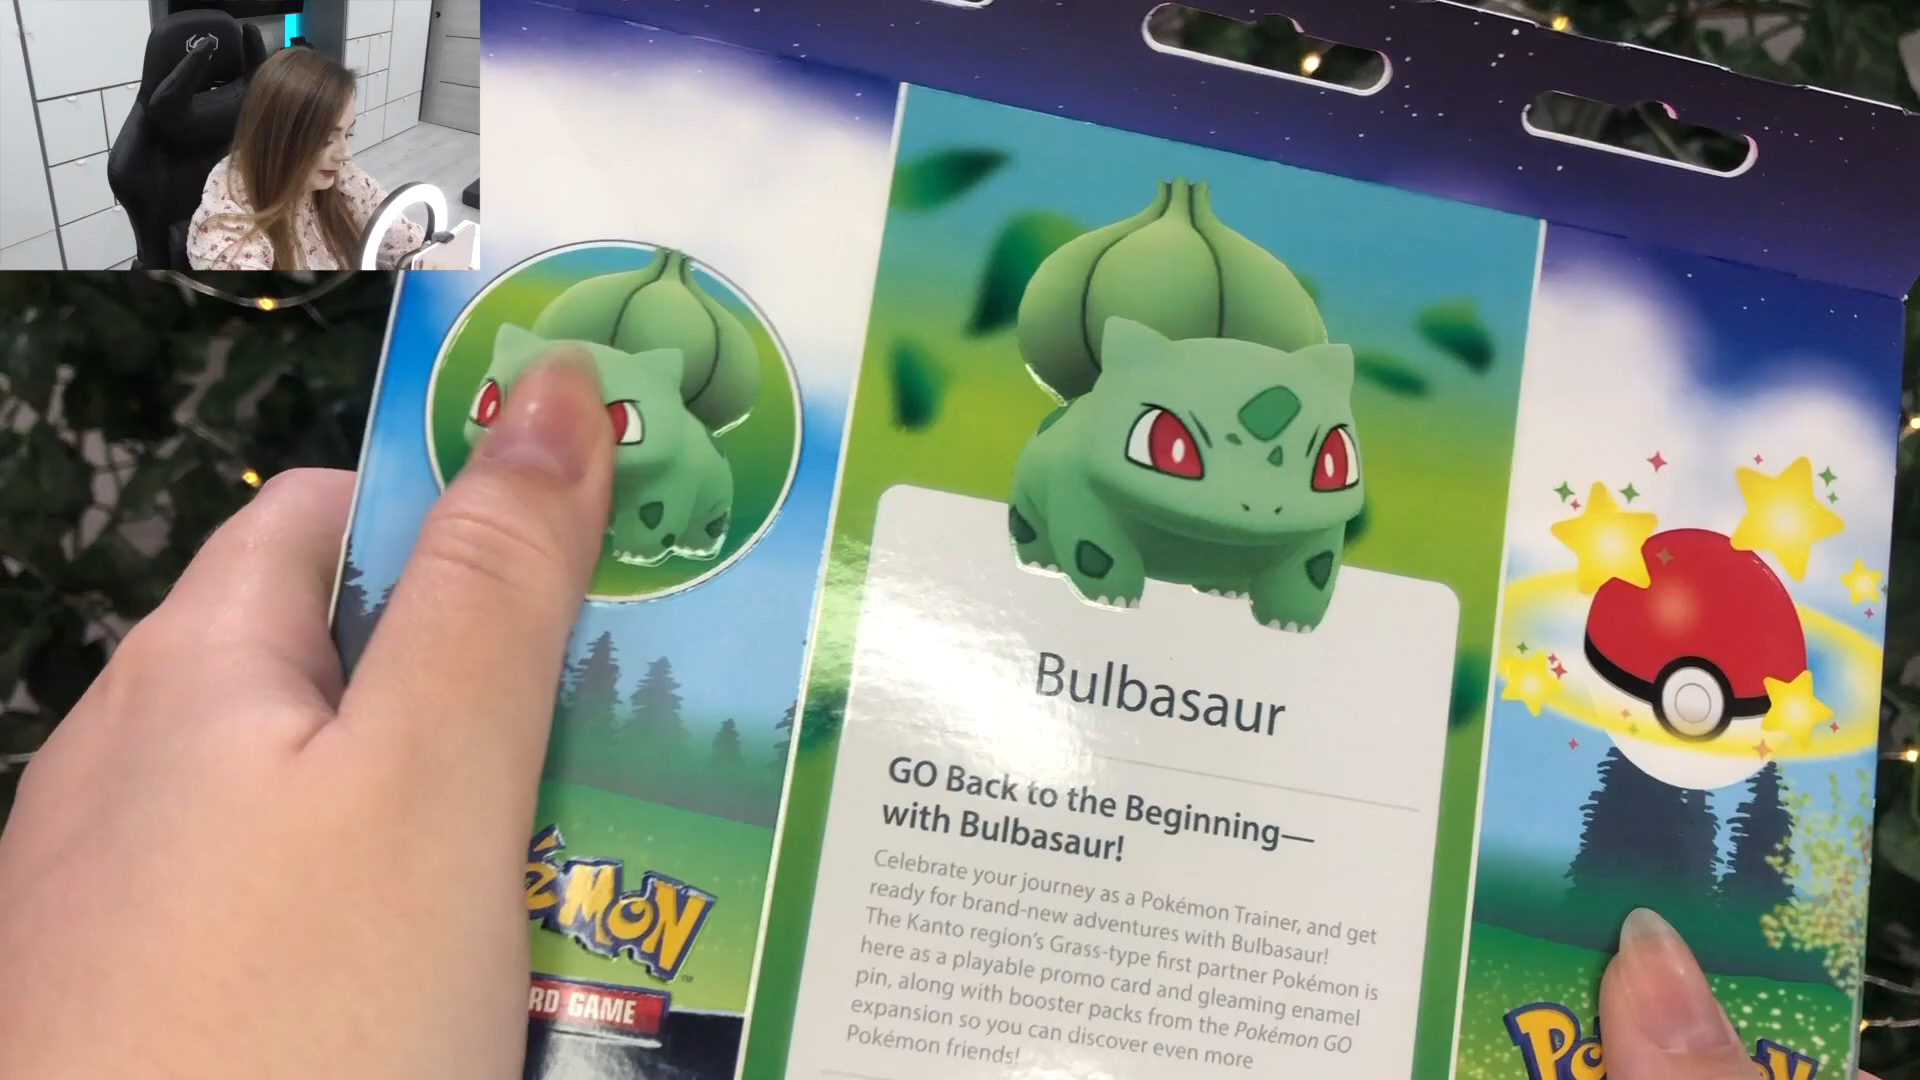 Bulbasaur
GO Back to the Beginning—
with Bulbasaur!
Celebrate your journey as a Pokémon Trainer, and get
ready for brand-new adventures with Bulbasaur!
The Kanto region's Grass-type first partner Pokémon is
here as a playable promo card and gleaming enamel
pin, along with booster packs from the Pokémon GO
expansion so you can discover even more
Pokémon friends!
émon
RD GAME